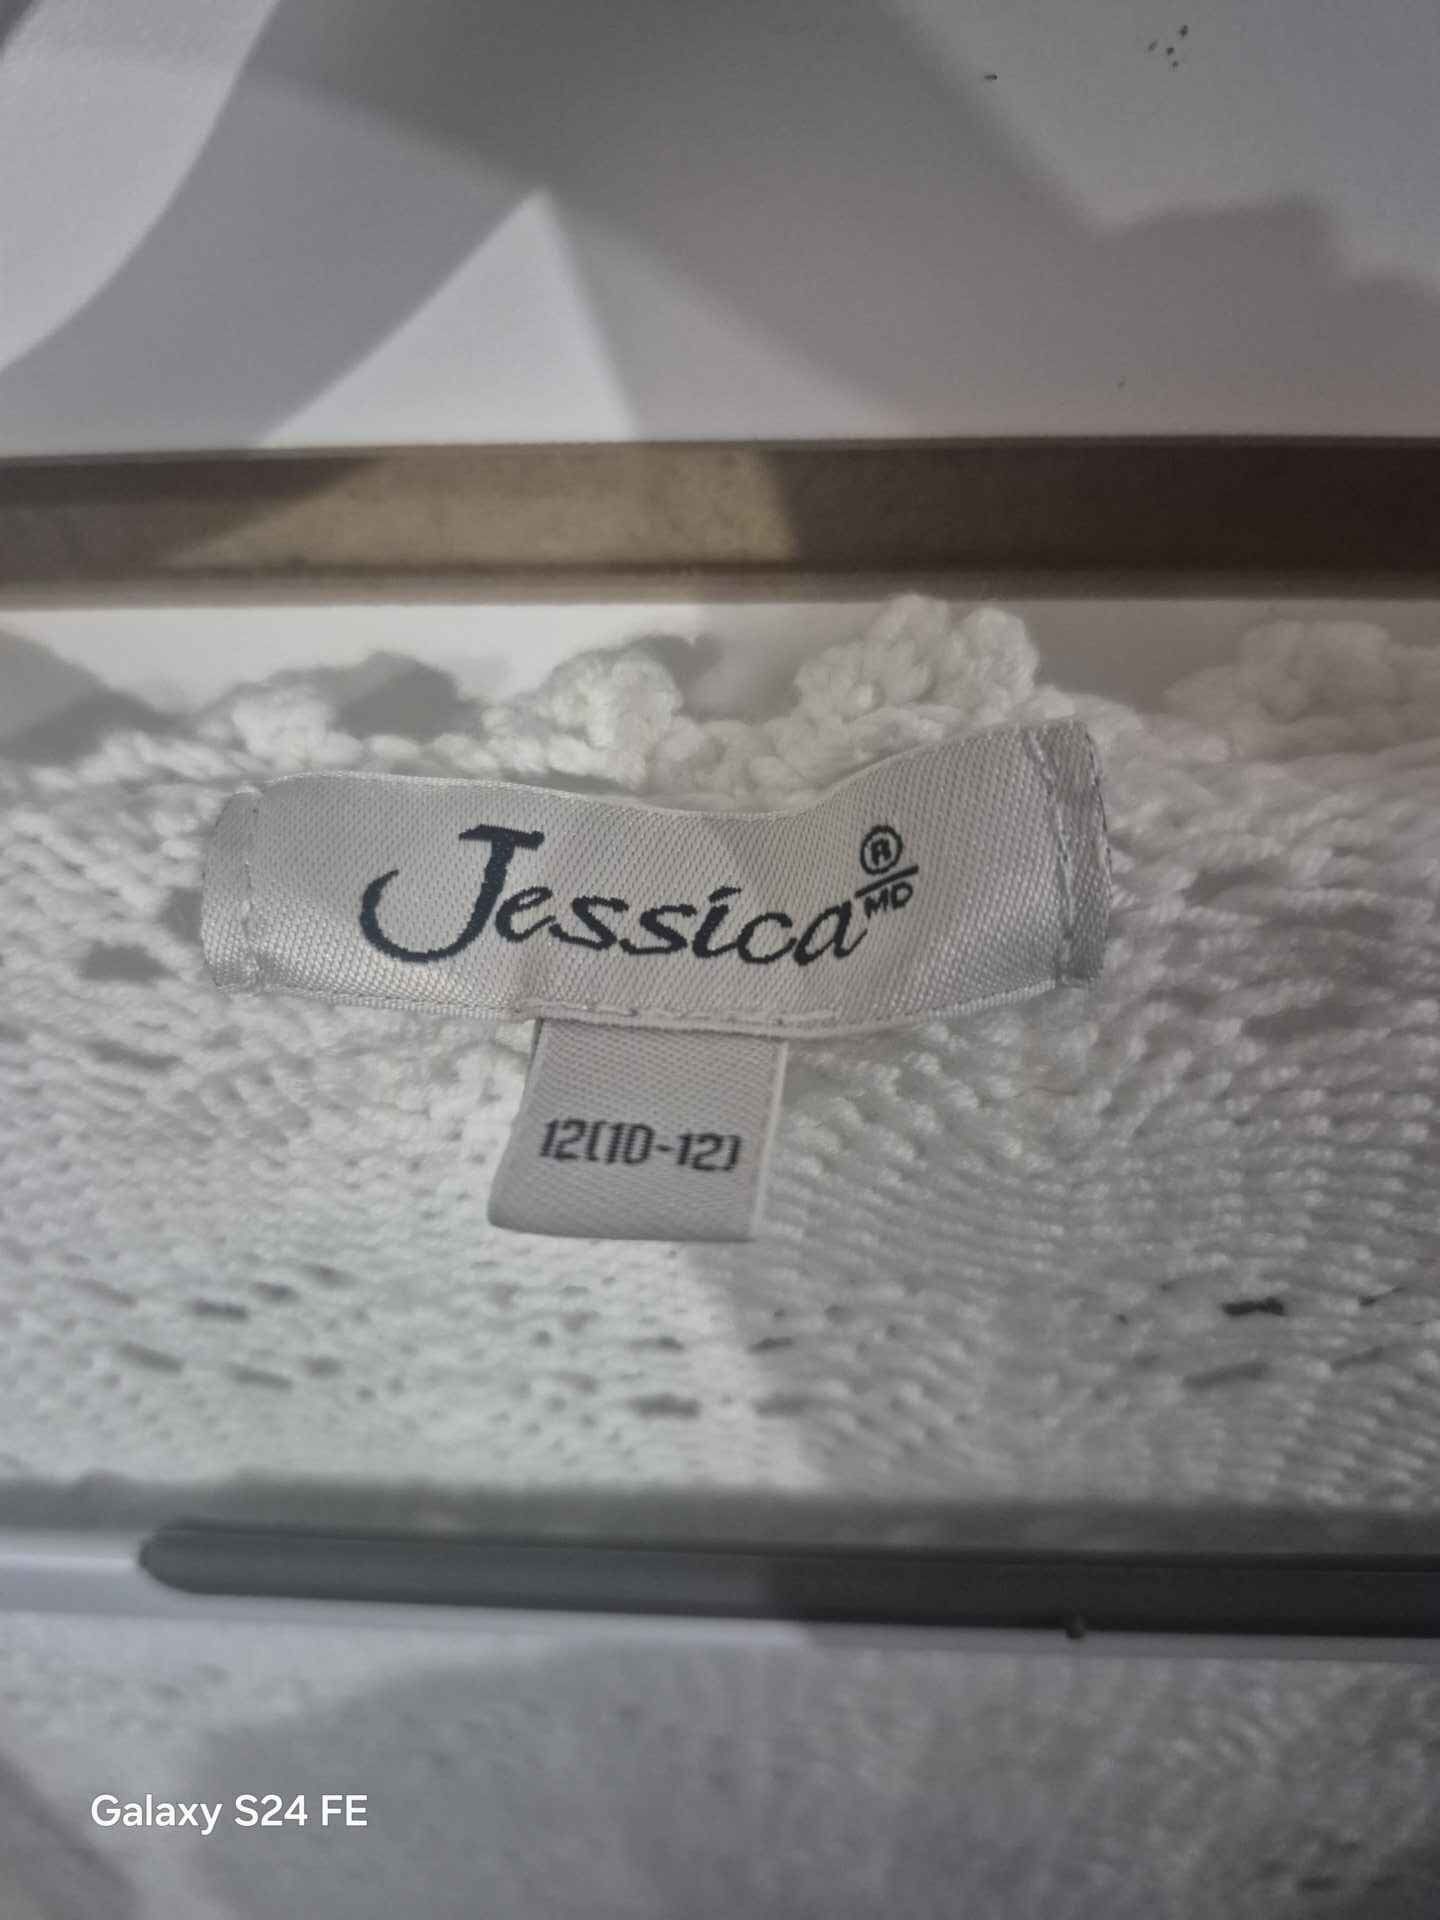 Jessica ®/MD
12(10-12)
Galaxy S24 FE